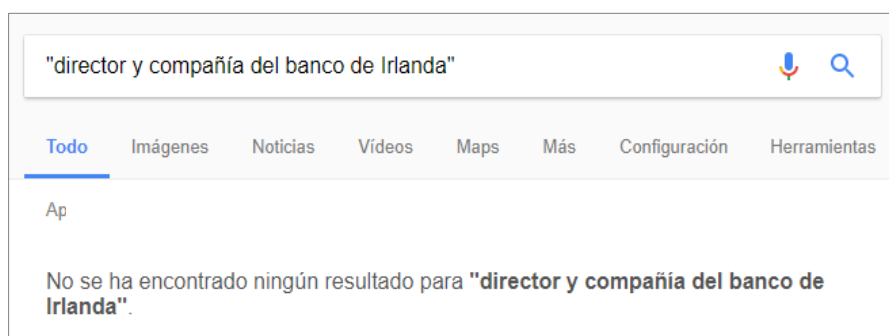 "director y compañía del banco de Irlanda"
Todo Imágenes Noticias Vídeos Maps Más Configuración Herramientas
Ap
No se ha encontrado ningún resultado para "director y compañía del banco de
Irlanda".